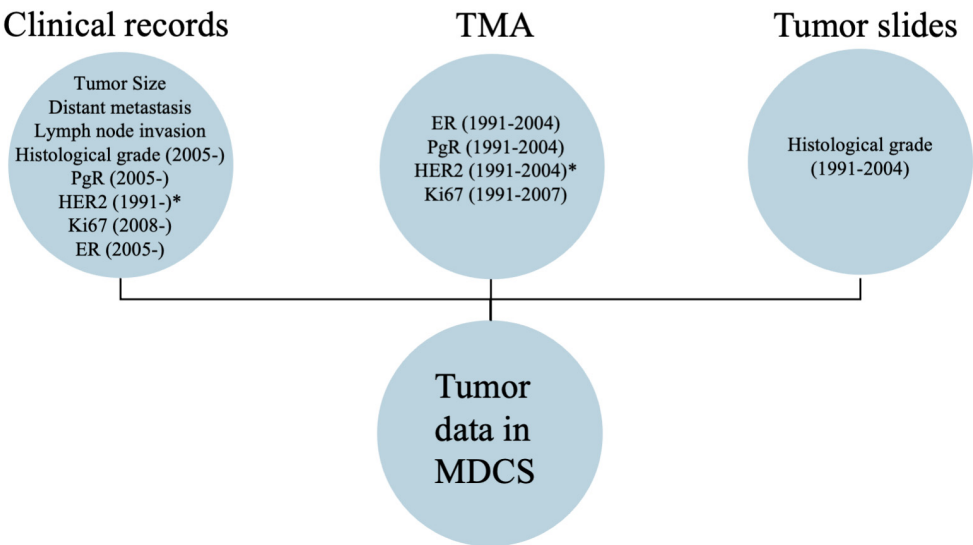 Clinical records
Tumor Size
Distant metastasis
Lymph node invasion
Histological grade (2005-)
PgR (2005-)
HER2 (1991-)*
Ki67 (2008-)
ER (2005-)
TMA
ER (1991-2004)
PgR (1991-2004)
HER2 (1991-2004)*
Ki67 (1991-2007)
Tumor slides
Histological grade
(1991-2004)
Tumor
data in
MDCS